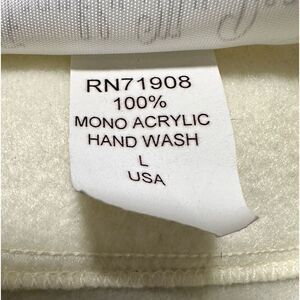 RN71908
100%
MONO ACRYLIC
HAND WASH
L
USA